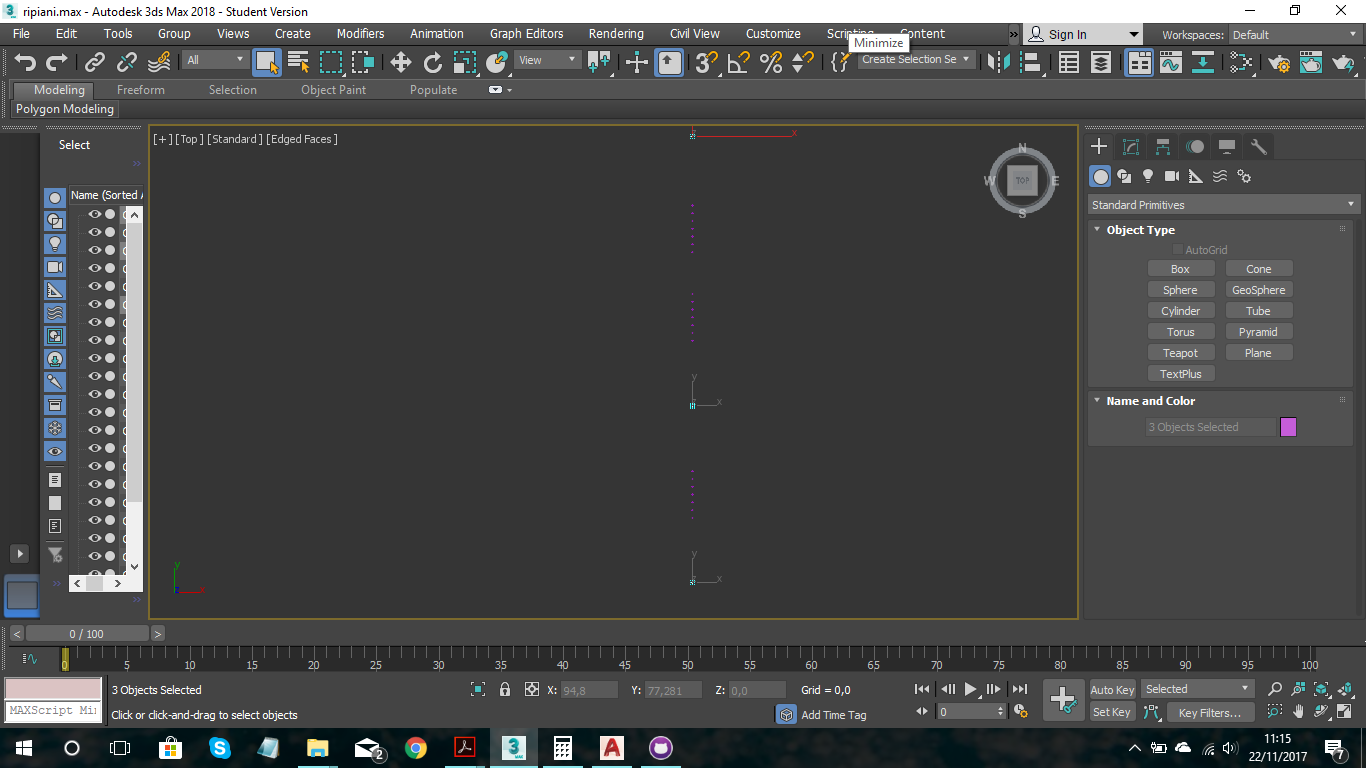 ripiani.max - Autodesk 3ds Max 2018 - Student Version
File Edit Tools Group Views Create Modifiers Animation Graph Editors Rendering Civil View Customize Scripting Content » Sign In Workspaces: Default
Minimize
All View Create Selection Se
Modeling Freeform Selection Object Paint Populate
Polygon Modeling
Select
Name (Sorted A
[+] [Top ] [Standard ] [Edged Faces ]
x
N
W TOP E
S
y
x
y
x
y
x
z
Standard Primitives
Object Type
AutoGrid
Box Cone
Sphere GeoSphere
Cylinder Tube
Torus Pyramid
Teapot Plane
TextPlus
Name and Color
3 Objects Selected
< 0 / 100 >
0 5 10 15 20 25 30 35 40 45 50 55 60 65 70 75 80 85 90 95 100
3 Objects Selected X: 94,8 Y: 77,281 Z: 0,0 Grid = 0,0 Auto Key Selected
MAXScript Min Click or click-and-drag to select objects Add Time Tag 0 Set Key Key Filters...
2
11:15
22/11/2017
7